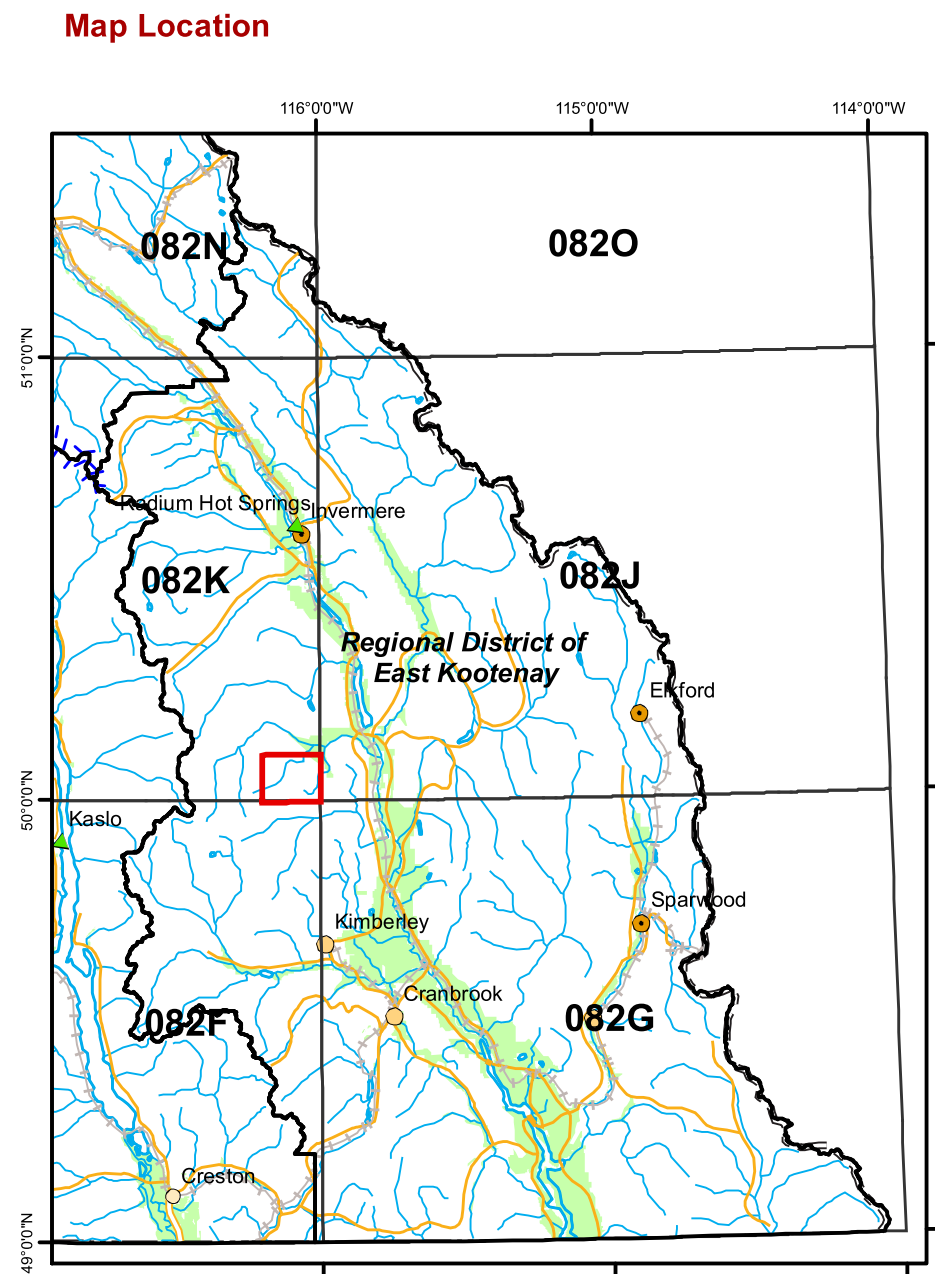 Map Location
116°0'0"W
115°0'0"W
114°0'0"W
082N
082O
51°0'0"N
Radium Hot Springs
Invermere
082K
082J
Regional District of
East Kootenay
Elkford
50°0'0"N
Kaslo
Sparwood
Kimberley
Cranbrook
082F
082G
Creston
49°0'0"N